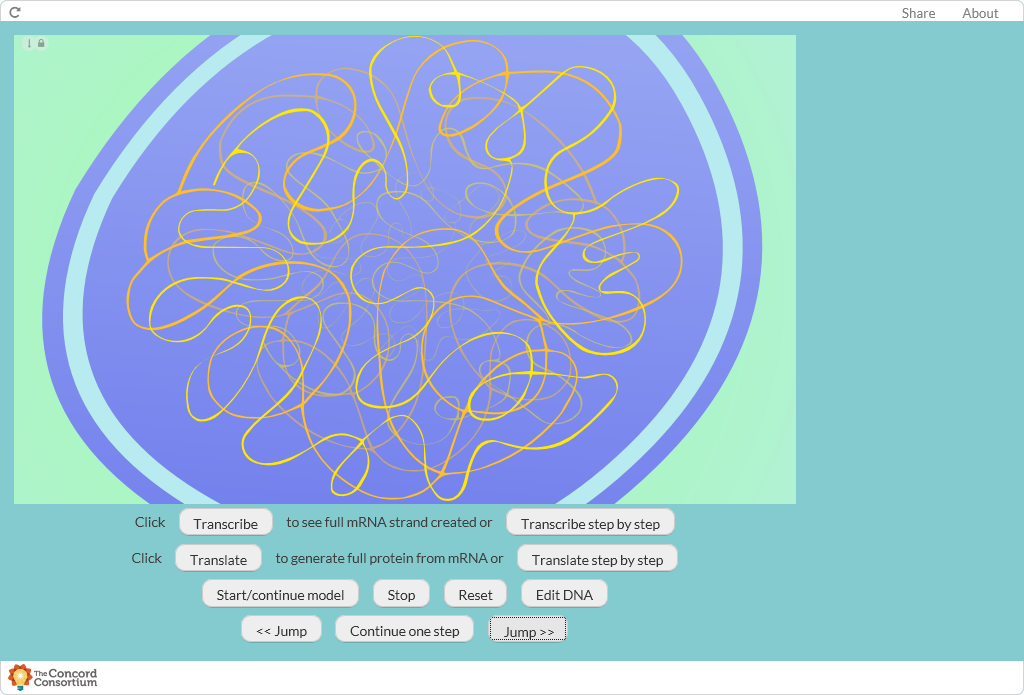 Share About
Click Transcribe to see full mRNA strand created or Transcribe step by step
Click Translate to generate full protein from mRNA or Translate step by step
Start/continue model Stop Reset Edit DNA
<< Jump Continue one step Jump >>
The Concord
Consortium